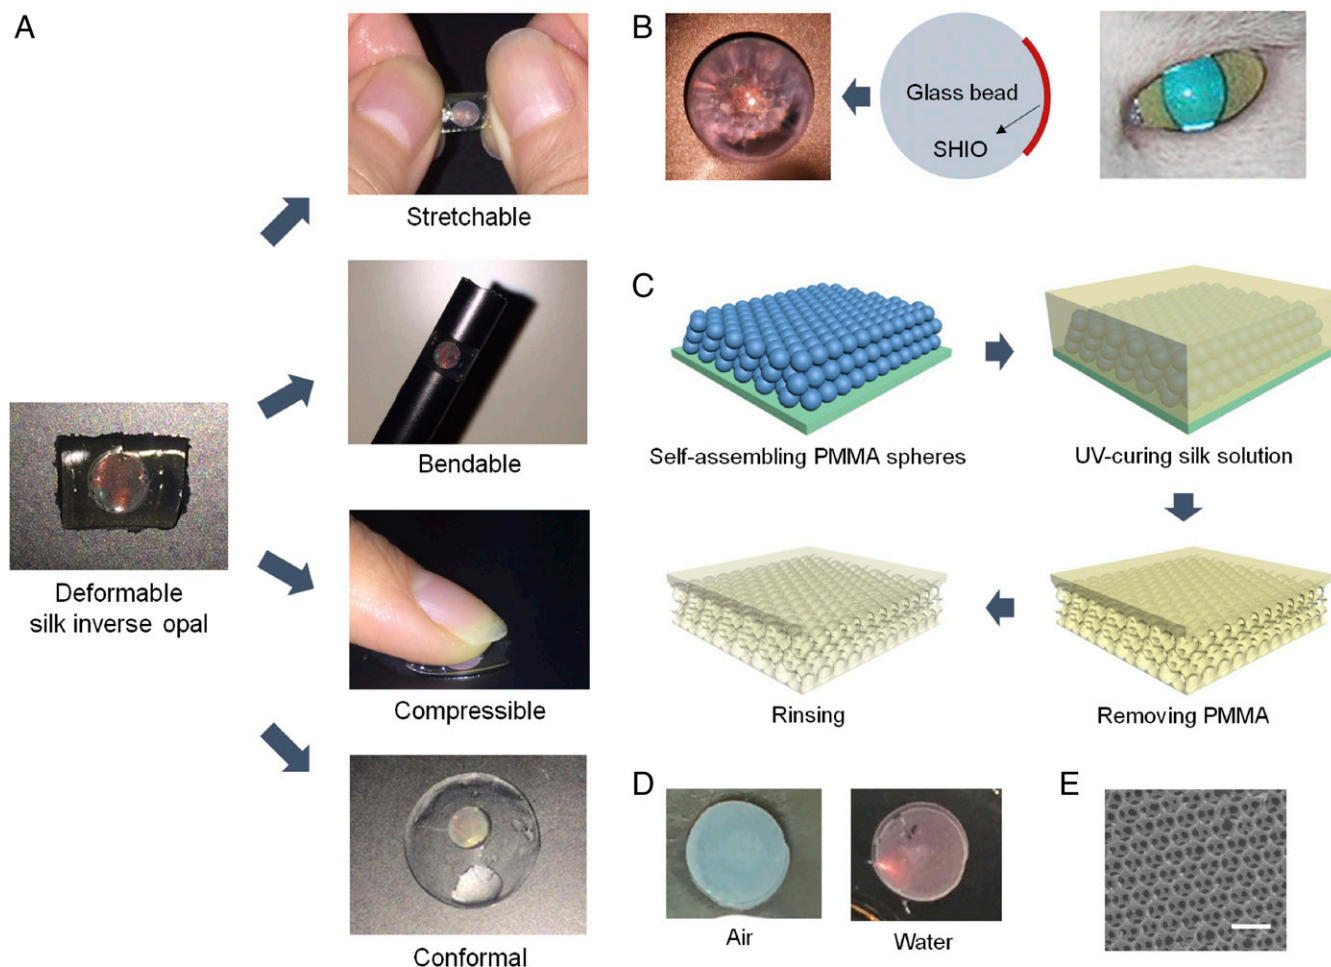 A
Stretchable
Bendable
Deformable
silk inverse opal
Compressible
Conformal
B
Glass bead
SHIO
C
Self-assembling PMMA spheres
UV-curing silk solution
Rinsing
Removing PMMA
D
Air
Water
E